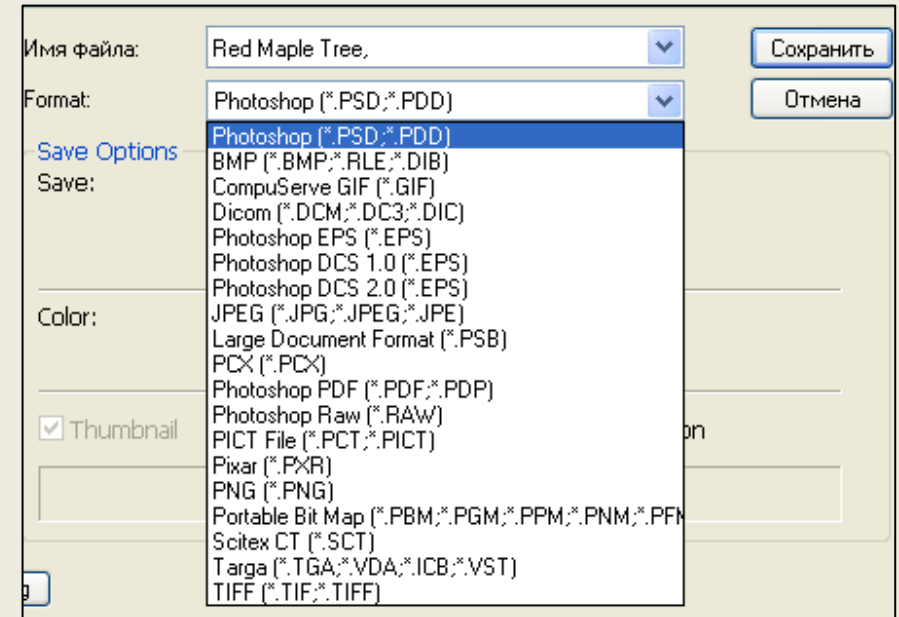 Имя файла: Red Maple Tree, Сохранить
Format: Photoshop (*.PSD;*.PDD) Отмена
Photoshop (*.PSD;*.PDD)
Save Options
BMP (*.BMP;*.RLE;*.DIB)
Save:
CompuServe GIF (*.GIF)
Dicom (*.DCM;*.DC3;*.DIC)
Photoshop EPS (*.EPS)
Photoshop DCS 1.0 (*.EPS)
Photoshop DCS 2.0 (*.EPS)
Color:
JPEG (*.JPG;*.JPEG;*.JPE)
Large Document Format (*.PSB)
PCX (*.PCX)
Photoshop PDF (*.PDF;*.PDP)
Photoshop Raw (*.RAW)
Thumbnail
PICT File (*.PCT;*.PICT)
Pixar (*.PXR)
PNG (*.PNG)
Portable Bit Map (*.PBM;*.PGM;*.PPM;*.PNM;*.PFM
Scitex CT (*.SCT)
Targa (*.TGA;*.VDA;*.ICB;*.VST)
TIFF (*.TIF;*.TIFF)